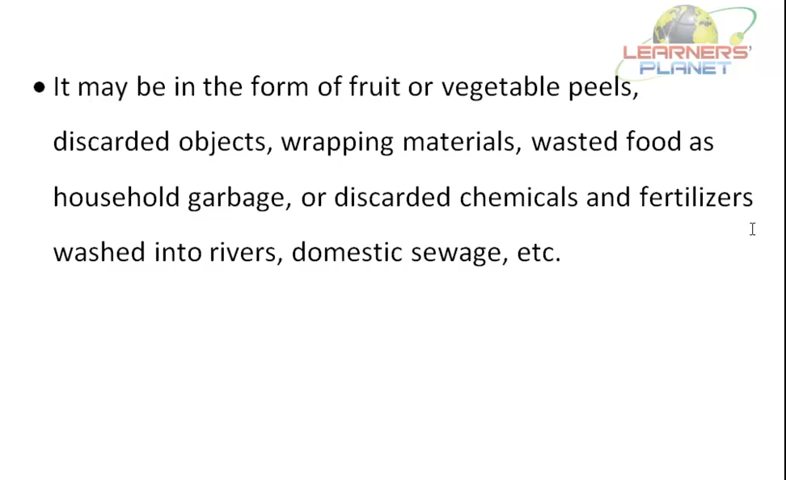 LEARNERS'
PLANET
• It may be in the form of fruit or vegetable peels,
discarded objects, wrapping materials, wasted food as
household garbage, or discarded chemicals and fertilizers
washed into rivers, domestic sewage, etc.